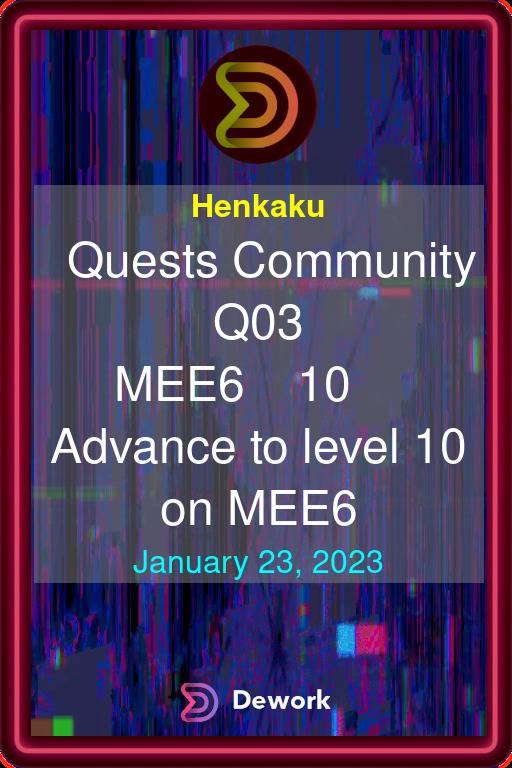 Henkaku
Quests Community
Q03
MEE6 10
Advance to level 10
on MEE6
January 23, 2023
Dework